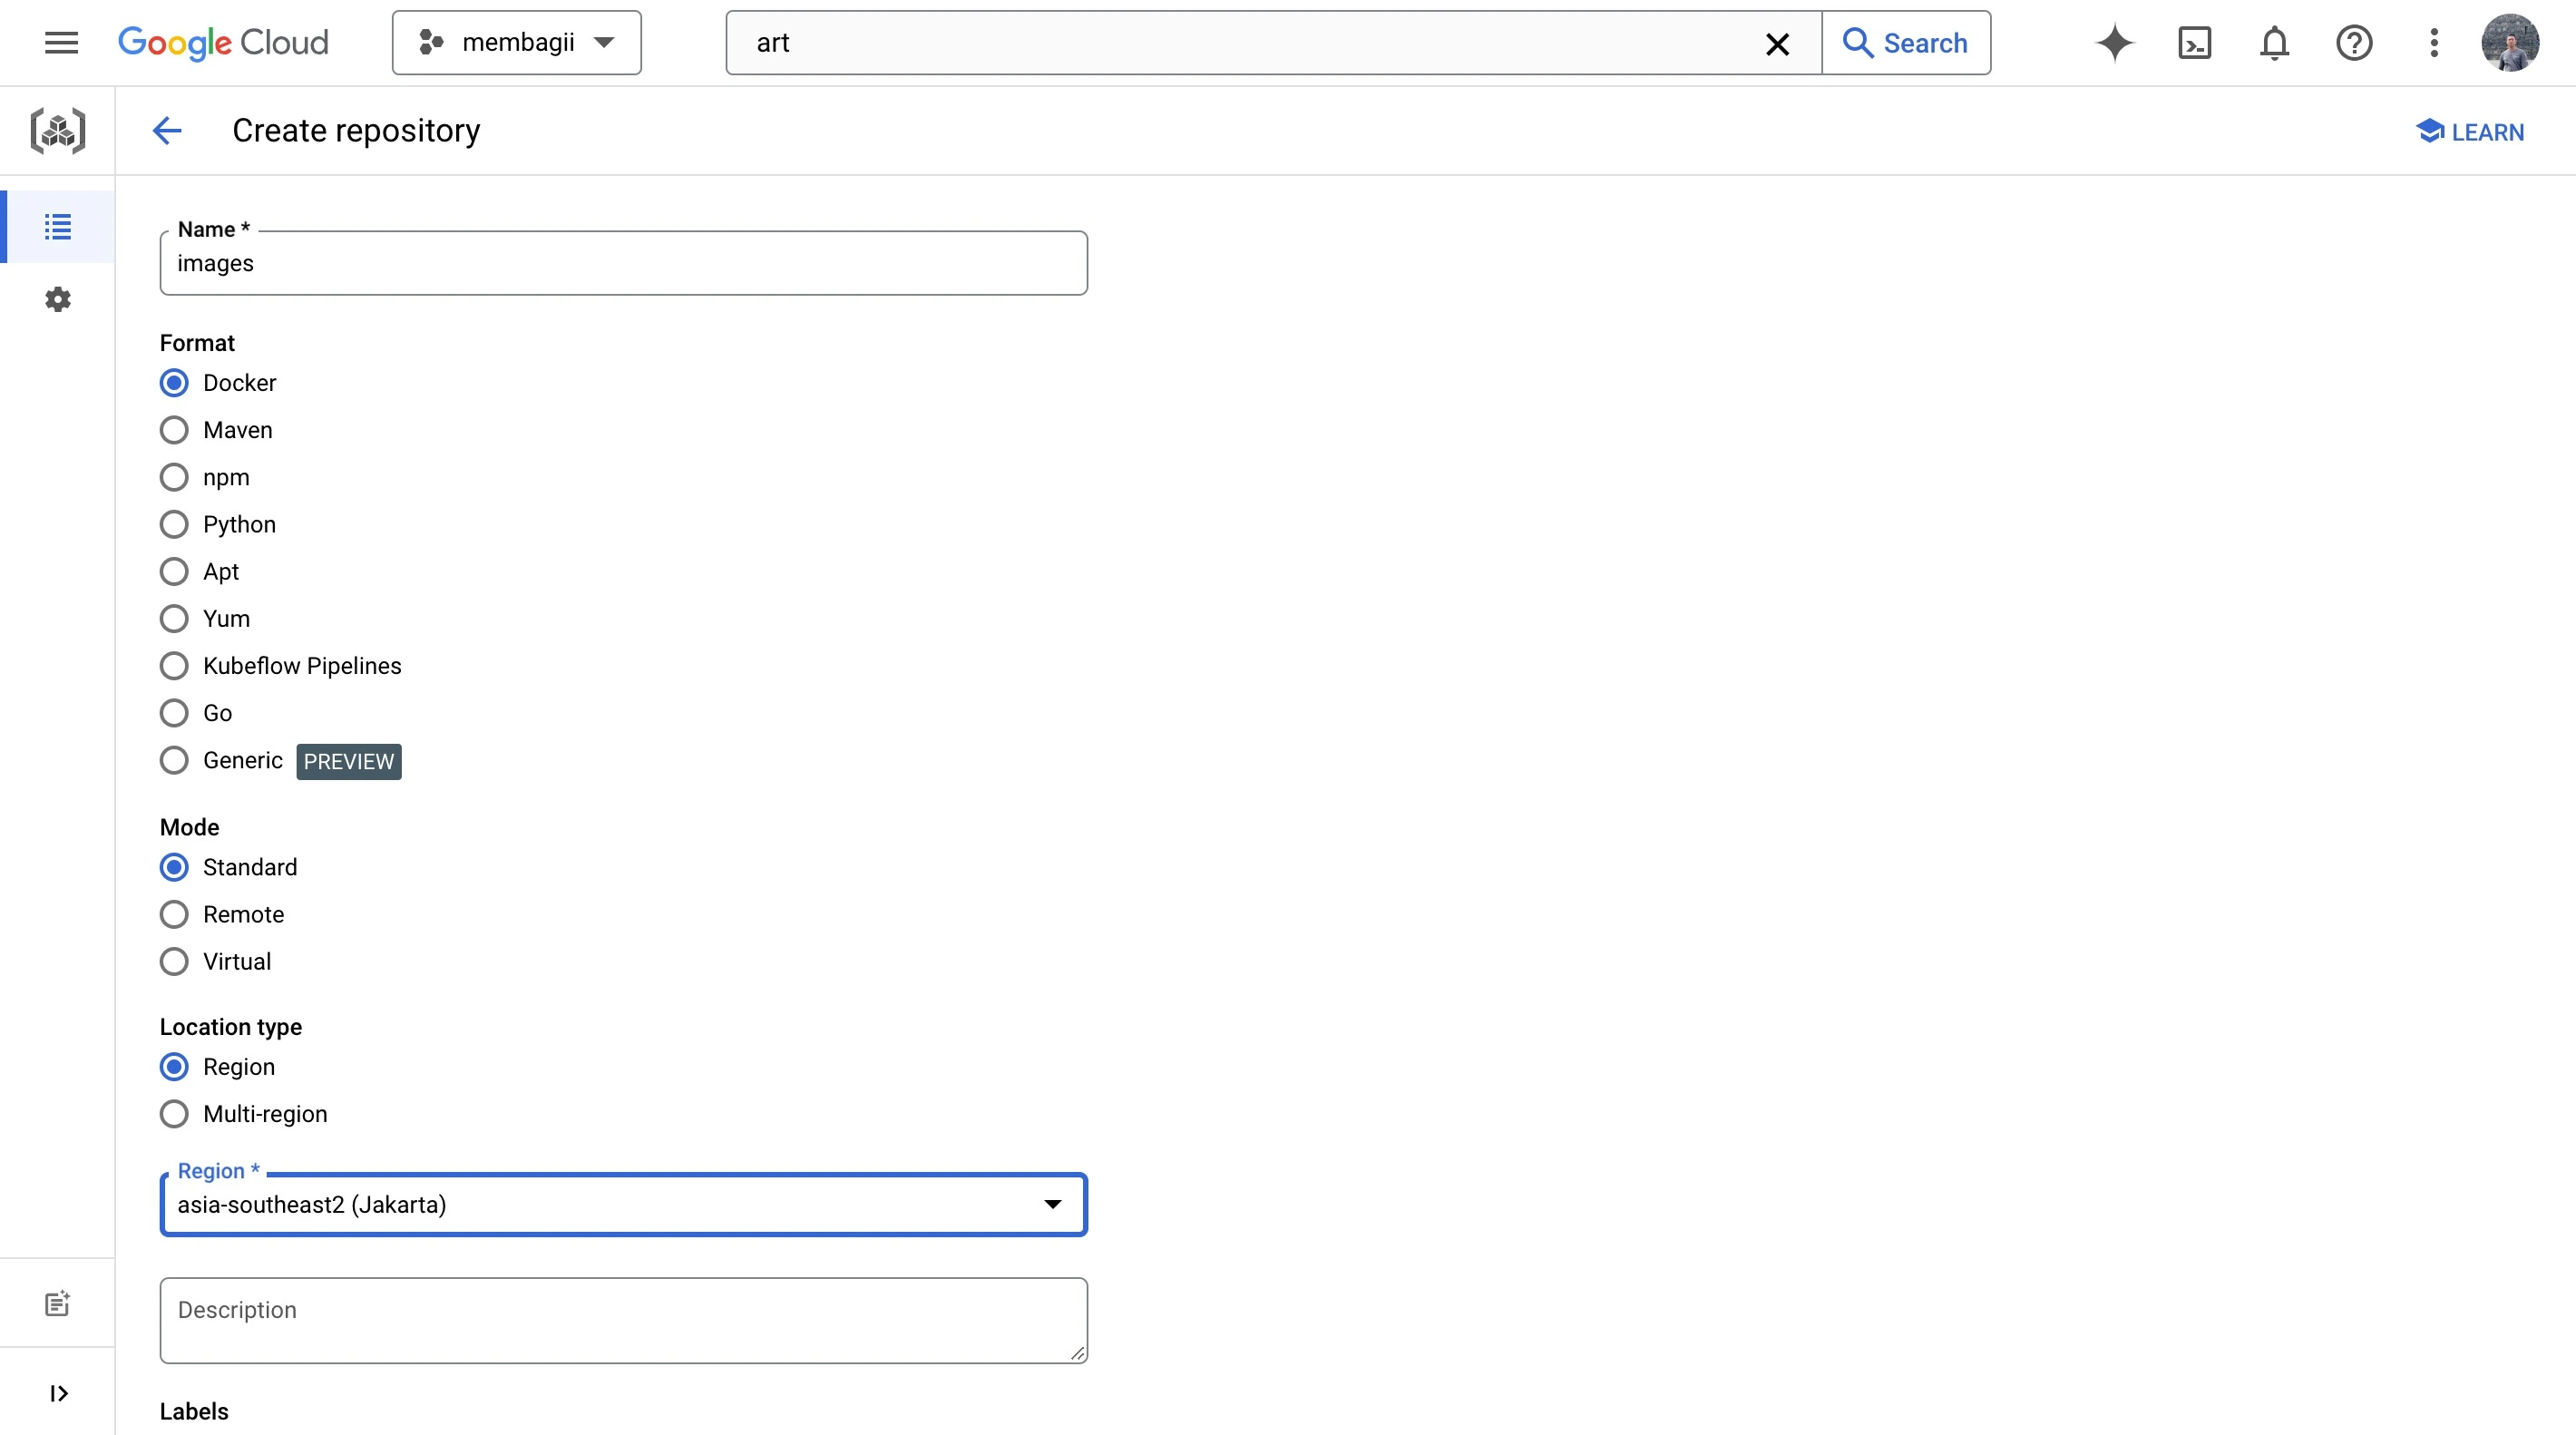 Google Cloud
membagii
art
Search
Create repository
LEARN
Name *
images
Format
Docker
Maven
npm
Python
Apt
Yum
Kubeflow Pipelines
Go
Generic PREVIEW
Mode
Standard
Remote
Virtual
Location type
Region
Multi-region
Region *
asia-southeast2 (Jakarta)
Description
Labels